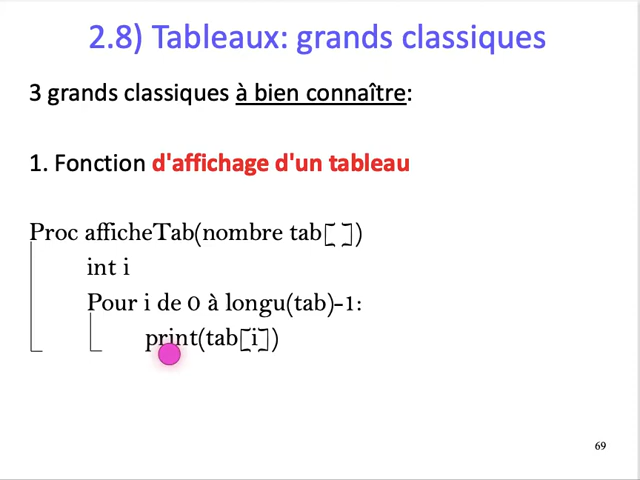 2.8) Tableaux: grands classiques
3 grands classiques à bien connaître:
1. Fonction d'affichage d'un tableau
Proc afficheTab(nombre tab[ ])
int i
Pour i de 0 à longu(tab)-1:
print(tab[i])
69